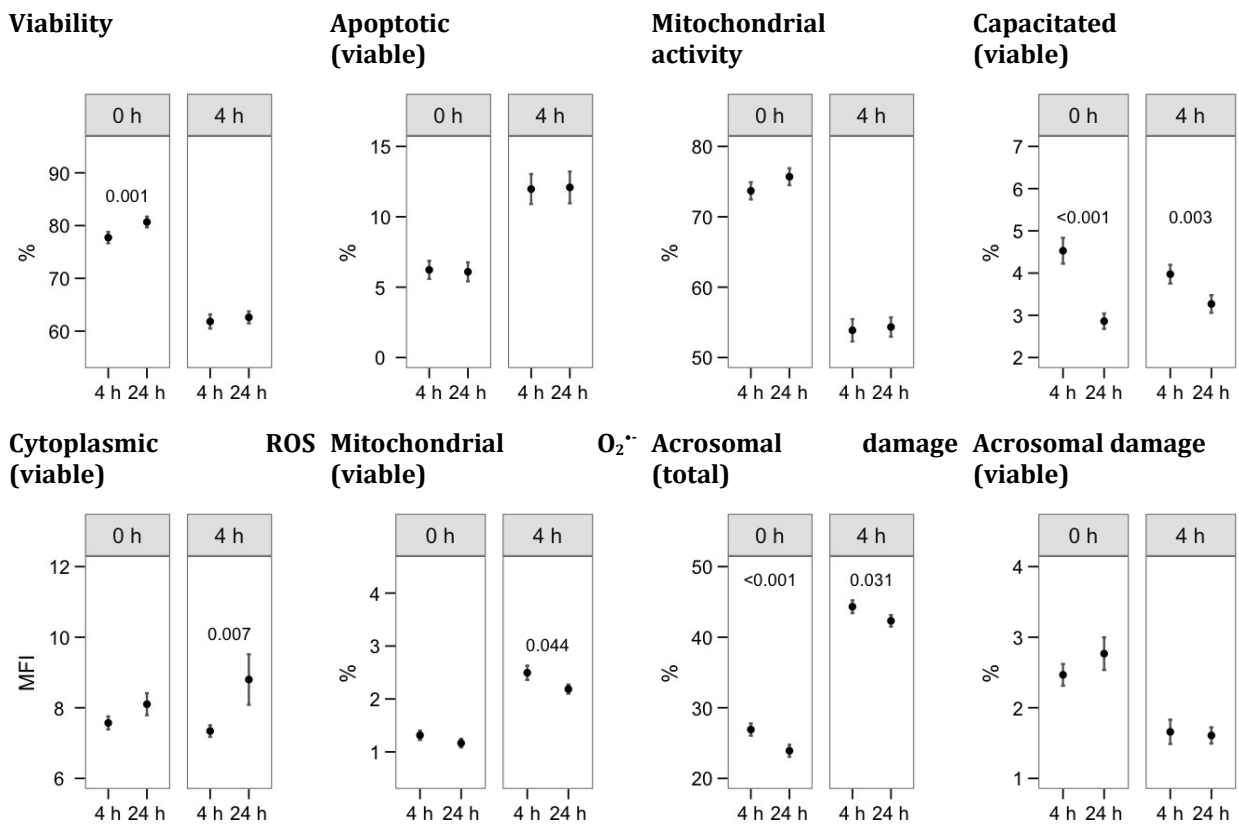 Viability
Apoptotic
(viable)
Mitochondrial
activity
Capacitated
(viable)
0 h 4 h
%
90
80
70
60
0.001
4 h 24 h 4 h 24 h
0 h 4 h
%
15
10
5
0
4 h 24 h 4 h 24 h
0 h 4 h
%
80
70
60
50
4 h 24 h 4 h 24 h
0 h 4 h
%
7
6
5
4
3
2
<0.001 0.003
4 h 24 h 4 h 24 h
Cytoplasmic ROS
(viable)
Mitochondrial O₂•-
(viable)
Acrosomal damage
(total)
Acrosomal damage
(viable)
0 h 4 h
MFI
12
10
8
6
0.007
4 h 24 h 4 h 24 h
0 h 4 h
%
4
3
2
1
0.044
4 h 24 h 4 h 24 h
0 h 4 h
%
50
40
30
20
<0.001 0.031
4 h 24 h 4 h 24 h
0 h 4 h
%
4
3
2
1
4 h 24 h 4 h 24 h